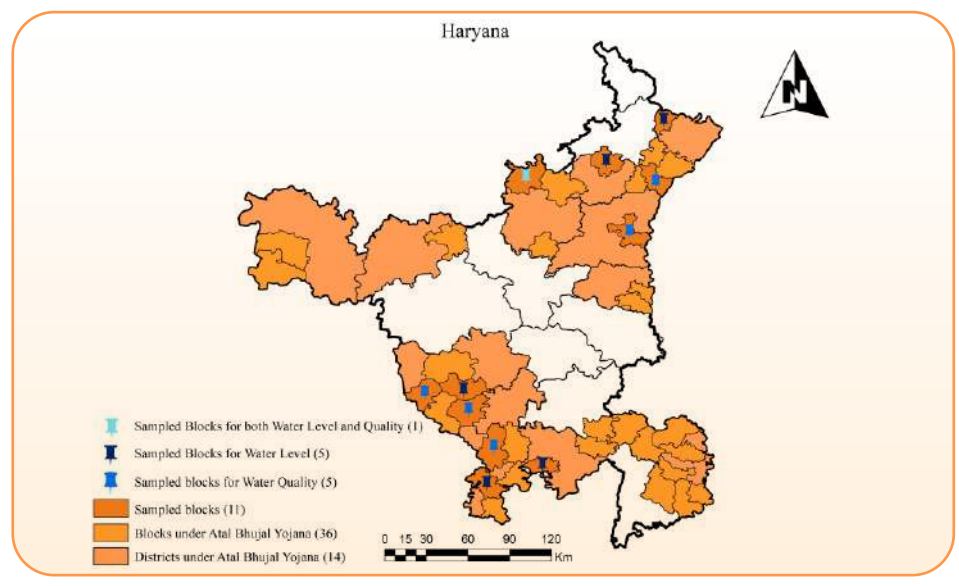 Haryana
N
Sampled Blocks for both Water Level and Quality (1)
Sampled Blocks for Water Level (5)
Sampled blocks for Water Quality (5)
Sampled blocks (11)
Blocks under Atal Bhujal Yojana (36)
Districts under Atal Bhujal Yojana (14)
0 15 30 60 90 120
Km